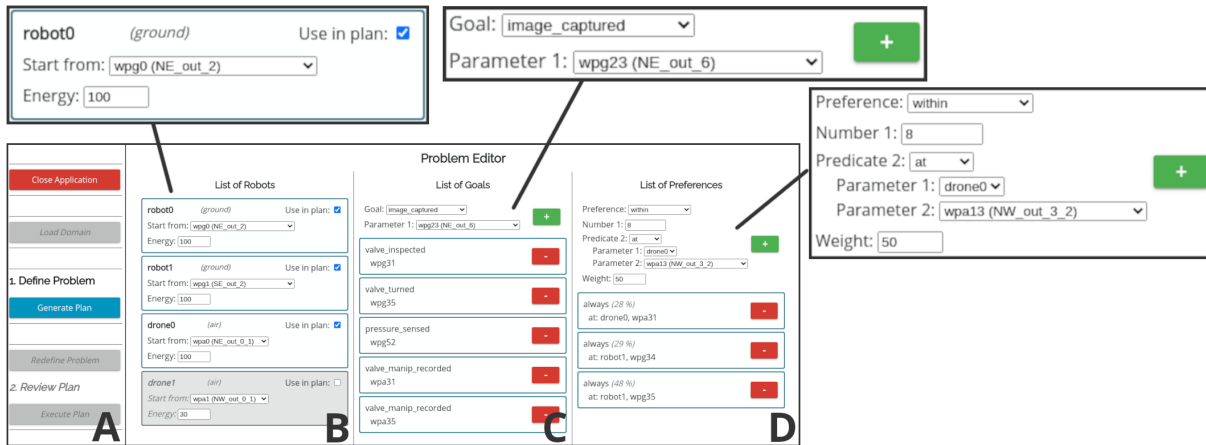 robot0 (ground) Use in plan:
Start from: wpg0 (NE_out_2)
Energy: 100
Goal: image_captured
Parameter 1: wpg23 (NE_out_6)
+
Preference: within
Number 1: 8
Predicate 2: at
Parameter 1: drone0
Parameter 2: wpa13 (NW_out_3_2)
Weight: 50
+
Problem Editor
Close Application
Load Domain
1. Define Problem
Generate Plan
Redefine Problem
2. Review Plan
Execute Plan
A
List of Robots
robot0 (ground) Use in plan:
Start from: wpg0 (NE_out_2)
Energy: 100
robot1 (ground) Use in plan:
Start from: wpg1 (SE_out_2)
Energy: 100
drone0 (air) Use in plan:
Start from: wpa0 (NE_out_0_1)
Energy: 100
drone1 (air) Use in plan:
Start from: wpa1 (NW_out_0_1)
Energy: 30
B
List of Goals
Goal: image_captured
Parameter 1: wpg23 (NE_out_6)
+
valve_inspected
wpg31
-
valve_turned
wpg35
-
pressure_sensed
wpg52
-
valve_manip_recorded
wpa31
-
valve_manip_recorded
wpa35
-
C
List of Preferences
Preference: within
Number 1: 8
Predicate 2: at
Parameter 1: drone0
Parameter 2: wpa13 (NW_out_3_2)
Weight: 50
+
always (28 %)
at: drone0, wpa31
-
always (29 %)
at: robot1, wpg34
-
always (48 %)
at: robot1, wpg35
-
D